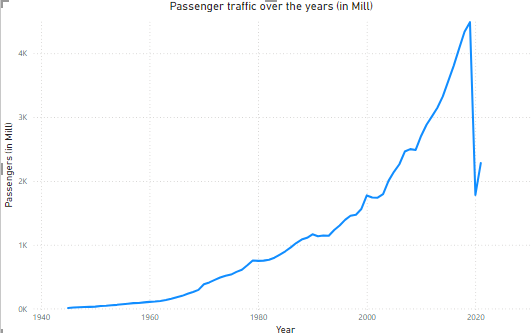 Passenger traffic over the years (in Mill)
Passengers (in Mill)
4K
3K
2K
1K
0K
1940
1960
1980
2000
2020
Year